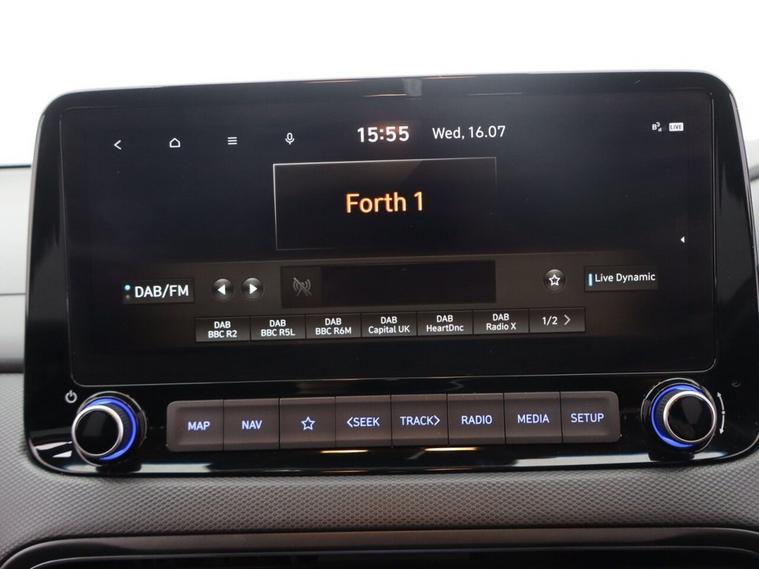 15:55 Wed, 16.07
LIVE
Forth 1
DAB/FM
Live Dynamic
DAB BBC R2
DAB BBC R5L
DAB BBC R6M
DAB Capital UK
DAB HeartDnc
DAB Radio X
1/2 >
MAP
NAV
<SEEK
TRACK>
RADIO
MEDIA
SETUP